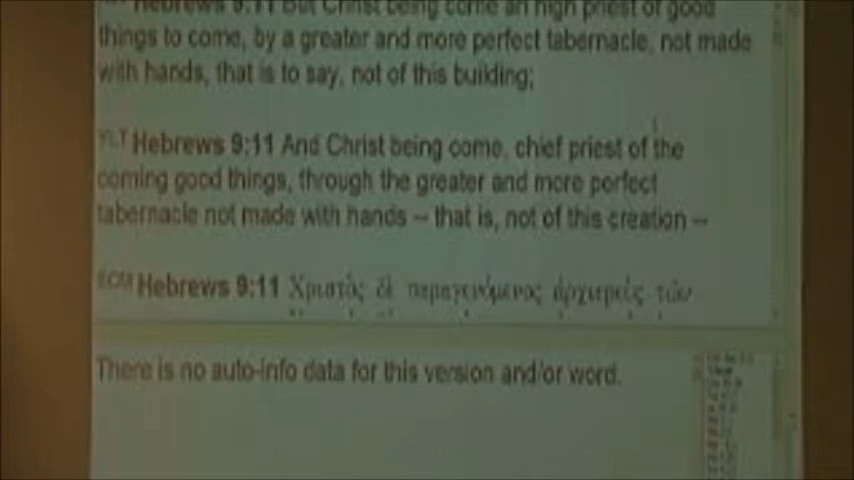 Hebrews 9:11 But Christ being come an high priest of good
things to come, by a greater and more perfect tabernacle, not made
with hands, that is to say, not of this building;
YLT Hebrews 9:11 And Christ being come, chief priest of the
coming good things, through the greater and more perfect
tabernacle not made with hands -- that is, not of this creation --
Hebrews 9:11 Χριστὸς δὲ παραγενόμενος ἀρχιερεὺς τῶν
There is no auto-info data for this version and/or word.